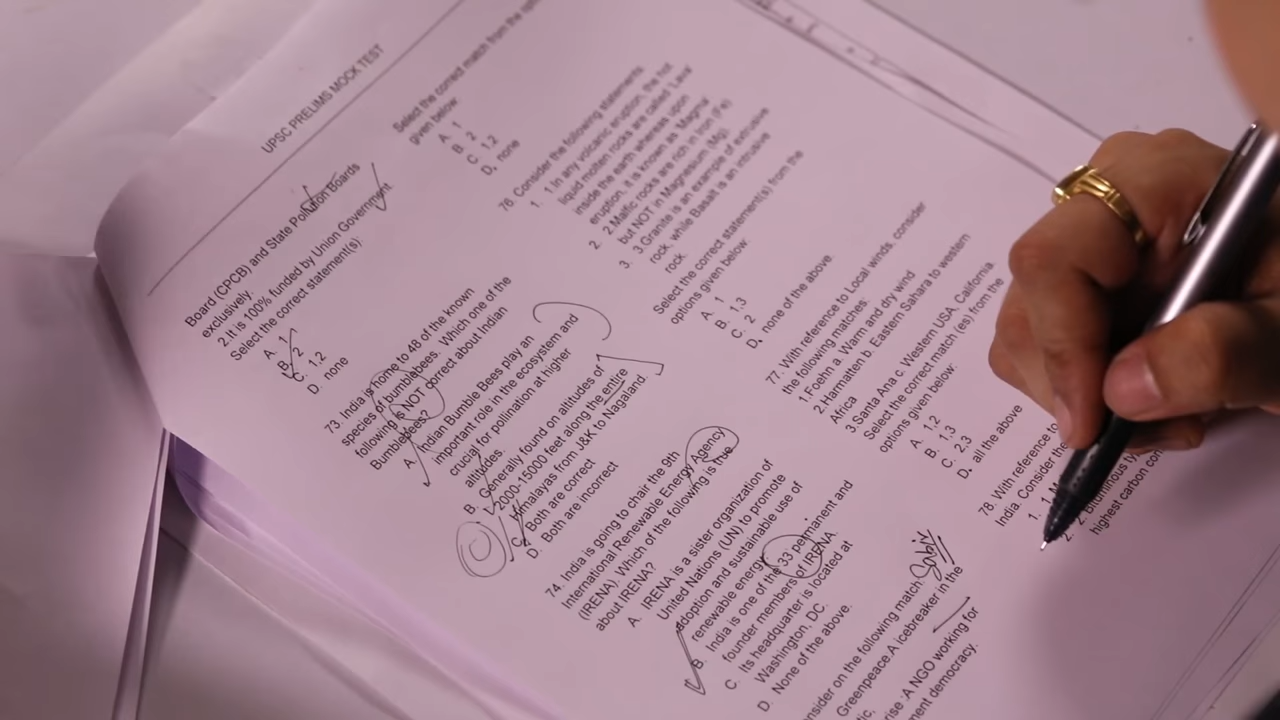 UPSC PRELIMS MOCK TEST
Board (CPCB) and State Pollution Boards
exclusively.
2.It is 100% funded by Union Government
Select the correct statement(s):
A. 1
B. 2
C. 1,2
D. none
73. India is home to 48 of the known
species of bumblebees. Which one of the
following is NOT correct about Indian
Bumblebees?
A. Indian Bumble Bees play an
important role in the ecosystem and
crucial for pollination at higher
altitudes.
B. Generally found on altitudes of
2000-15000 feet along the entire
Himalayas from J&K to Nagaland.
C. Both are correct
D. Both are incorrect
74. India is going to chair the 9th
International Renewable Energy Agency
(IRENA). Which of the following is true
about IRENA?
A. IRENA is a sister organization of
United Nations (UN) to promote
adoption and sustainable use of
renewable energy
B. India is one of the 33 permanent and
founder members of IRENA
C. Its headquarter is located at
Washington, DC.
D. None of the above.
Select the correct match from the
given below:
A. 1
B. 2
C. 1,2
D. none
76. Consider the following statements
1. 1.In any volcanic eruption, the hot
liquid molten rocks are called 'Lava'
inside the earth whereas upon
eruption, it is known as 'Magma'
2. 2.Malfic rocks are rich in Iron (Fe)
but NOT in Magnesium (Mg)
3. 3.Granite is an example of extrusive
rock, while Basalt is an intrusive
rock.
Select the correct statement(s) from the
options given below:
A. 1
B. 1,3
C. 2
D. none of the above.
77. With reference to Local winds, consider
the following matches:
1.Foehn a. Warm and dry wind
2.Harmatten b. Eastern Sahara to western
Africa
3.Santa Ana c. Western USA, California
Select the correct match (es) from the
options given below:
A. 1,2
B. 1,3
C. 2,3
D. all the above
78. With reference to
India. Consider the
1. 1.
2. 2. Bituminous
highest carbon
on the following match:
Greenpeace:A icebreaker in the
: A NGO working for
democracy.